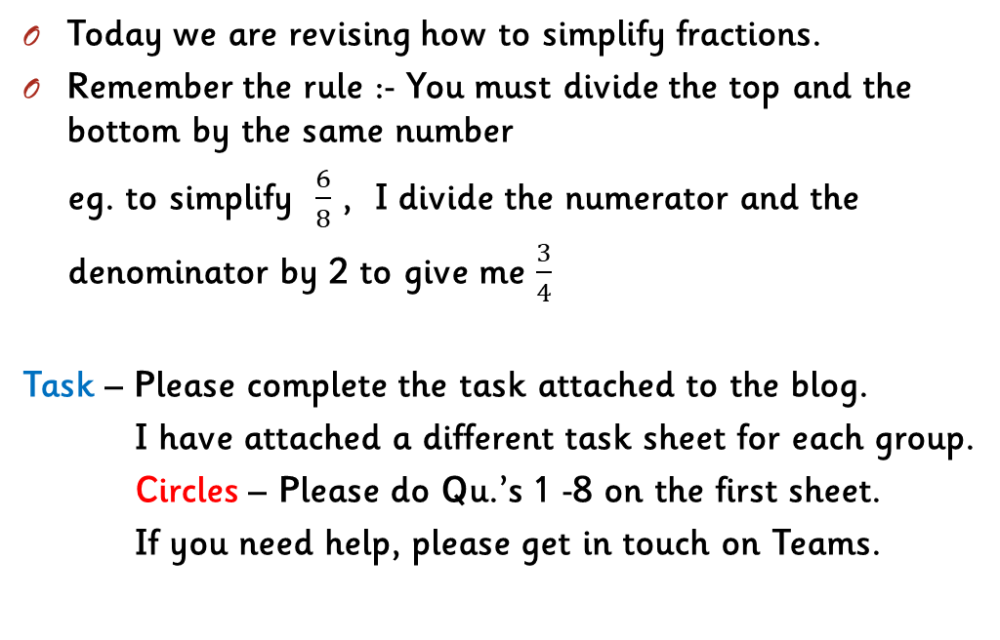 Today we are revising how to simplify fractions.
Remember the rule :- You must divide the top and the
bottom by the same number
eg. to simplify 6/8 , I divide the numerator and the
denominator by 2 to give me 3/4
Task – Please complete the task attached to the blog.
I have attached a different task sheet for each group.
Circles – Please do Qu.’s 1 -8 on the first sheet.
If you need help, please get in touch on Teams.